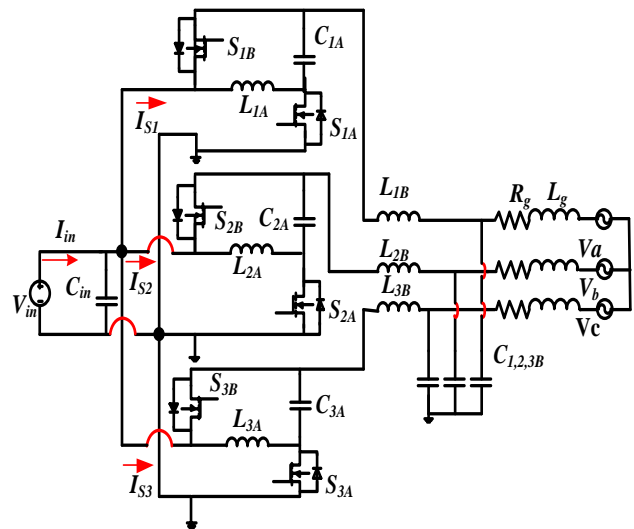 S1B
C1A
L1A
IS1
S1A
L1B
Rg
Lg
S2B
C2A
Iin
L2B
Va
L2A
IS2
Cin
L3B
Vb
Vin
S2A
Vc
S3B
C1,2,3B
C3A
L3A
IS3
S3A